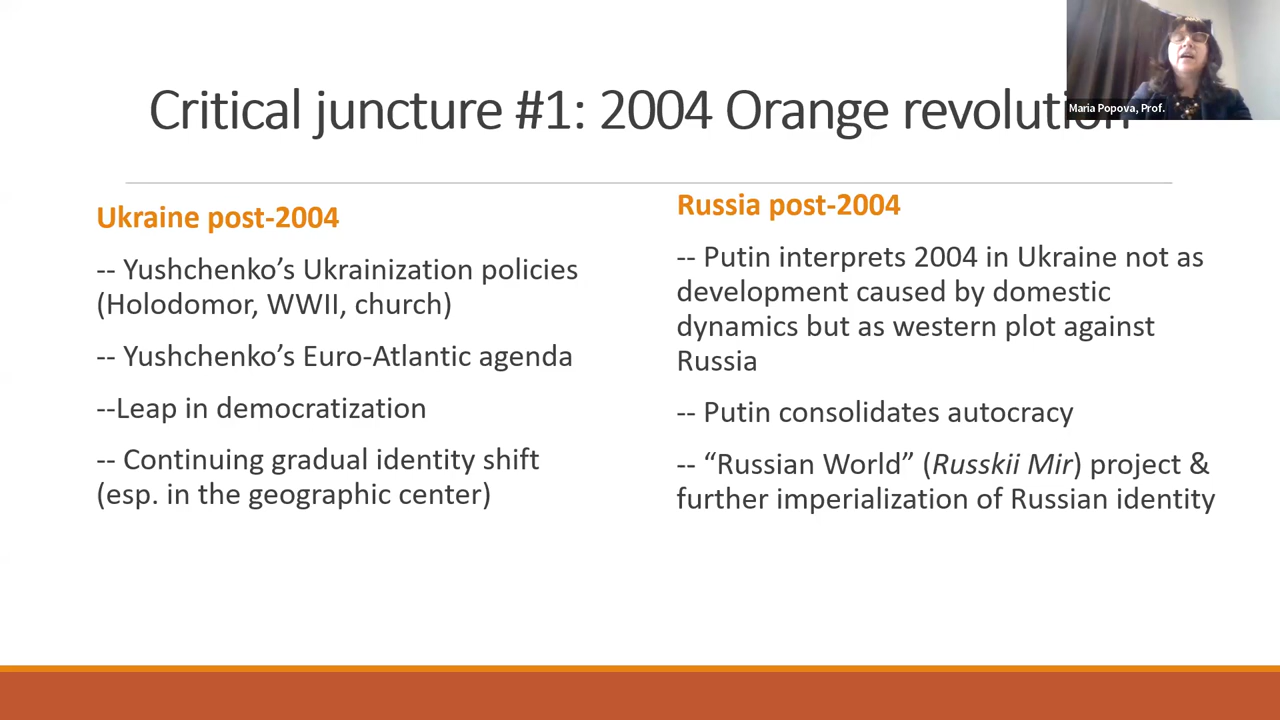 Critical juncture #1: 2004 Orange revolution
Maria Popova, Prof.
Ukraine post-2004
-- Yushchenko’s Ukrainization policies
(Holodomor, WWII, church)
-- Yushchenko’s Euro-Atlantic agenda
--Leap in democratization
-- Continuing gradual identity shift
(esp. in the geographic center)
Russia post-2004
-- Putin interprets 2004 in Ukraine not as
development caused by domestic
dynamics but as western plot against
Russia
-- Putin consolidates autocracy
-- “Russian World” (Russkii Mir) project &
further imperialization of Russian identity